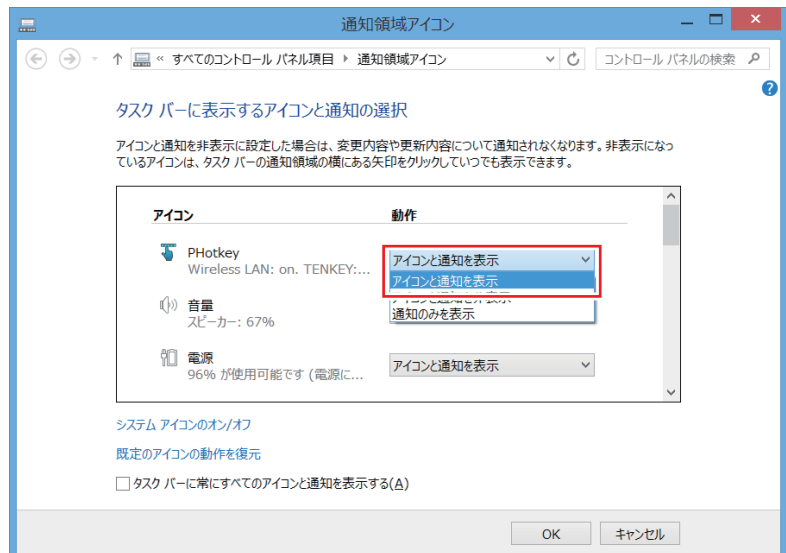 通知領域アイコン
« すべてのコントロール パネル項目 ▸ 通知領域アイコン
コントロール パネルの検索
タスク バーに表示するアイコンと通知の選択
アイコンと通知を非表示に設定した場合は、変更内容や更新内容について通知されなくなります。非表示になっ
ているアイコンは、タスク バーの通知領域の横にある矢印をクリックしていつでも表示できます。
アイコン 動作
PHotkey
Wireless LAN: on. TENKEY:...
アイコンと通知を表示
アイコンと通知を表示
通知のみを表示
音量
スピーカー: 67%
電源
96% が使用可能です (電源に...
アイコンと通知を表示
システム アイコンのオン/オフ
既定のアイコンの動作を復元
タスク バーに常にすべてのアイコンと通知を表示する(A)
OK キャンセル